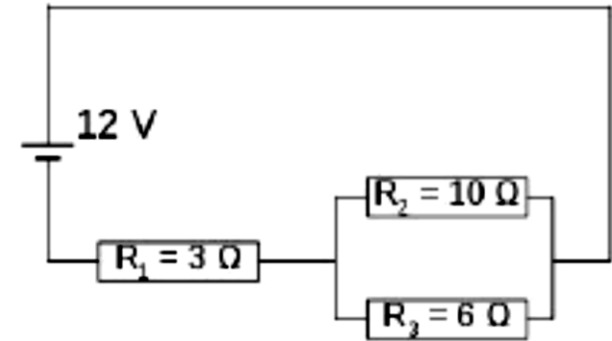 12 V
R₂ = 10 Ω
R₁ = 3 Ω
R₃ = 6 Ω